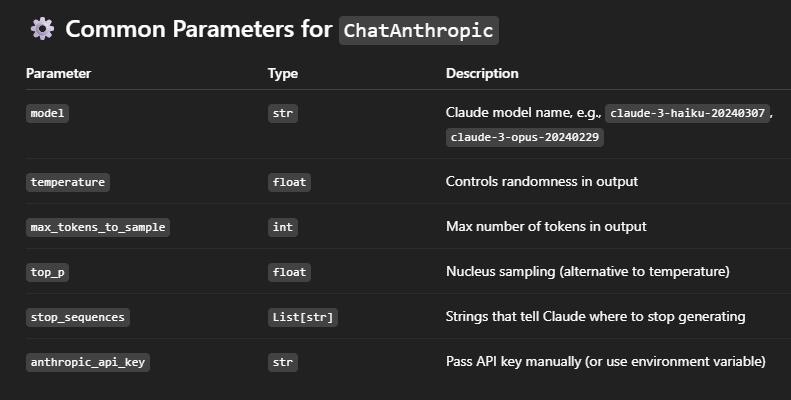 Common Parameters for ChatAnthropic
Parameter Type Description
model str Claude model name, e.g., claude-3-haiku-20240307,
claude-3-opus-20240229
temperature float Controls randomness in output
max_tokens_to_sample int Max number of tokens in output
top_p float Nucleus sampling (alternative to temperature)
stop_sequences List[str] Strings that tell Claude where to stop generating
anthropic_api_key str Pass API key manually (or use environment variable)